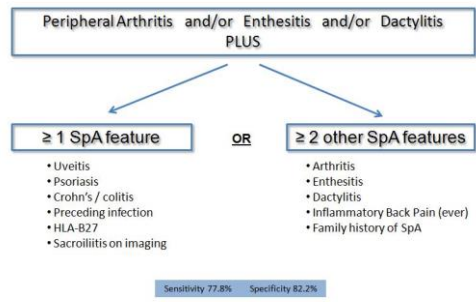 Peripheral Arthritis and/or Enthesitis and/or Dactylitis
PLUS
≥ 1 SpA feature
OR
≥ 2 other SpA features
• Uveitis
• Psoriasis
• Crohn's / colitis
• Preceding infection
• HLA-B27
• Sacroiliitis on imaging
• Arthritis
• Enthesitis
• Dactylitis
• Inflammatory Back Pain (ever)
• Family history of SpA
Sensitivity 77.8% Specificity 82.2%